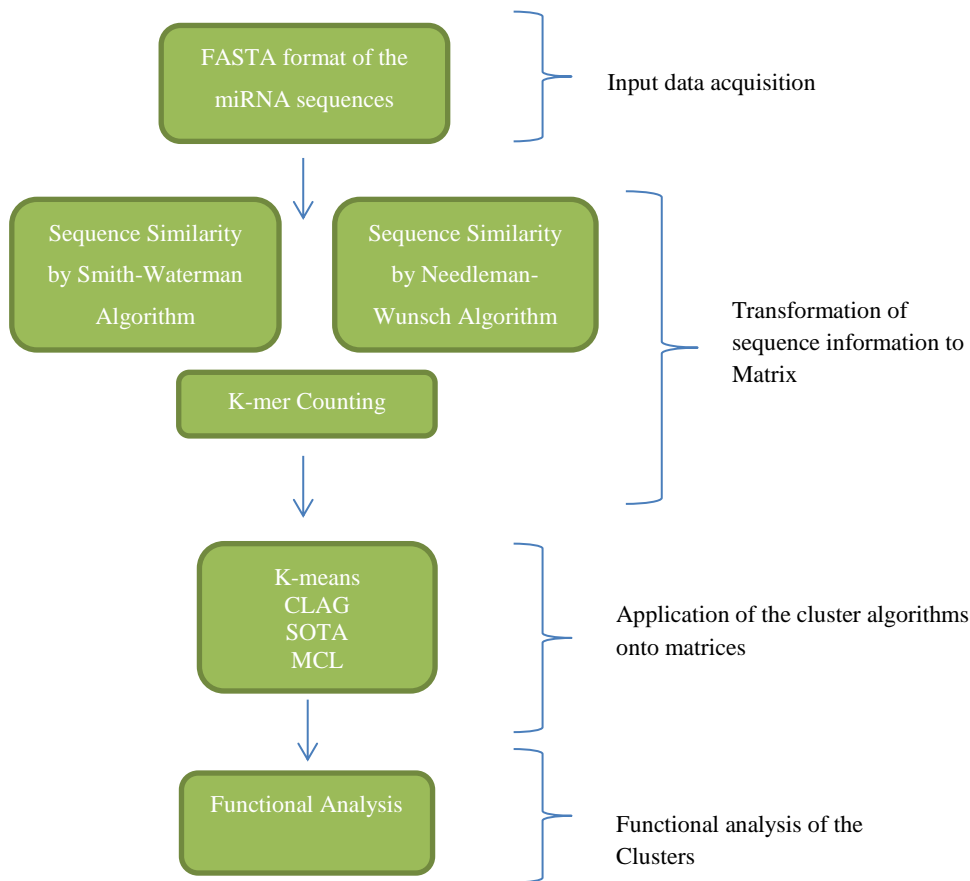 FASTA format of the
miRNA sequences
Input data acquisition
Sequence Similarity
by Smith-Waterman
Algorithm
Sequence Similarity
by Needleman-
Wunsch Algorithm
K-mer Counting
Transformation of
sequence information to
Matrix
K-means
CLAG
SOTA
MCL
Application of the cluster algorithms
onto matrices
Functional Analysis
Functional analysis of the
Clusters